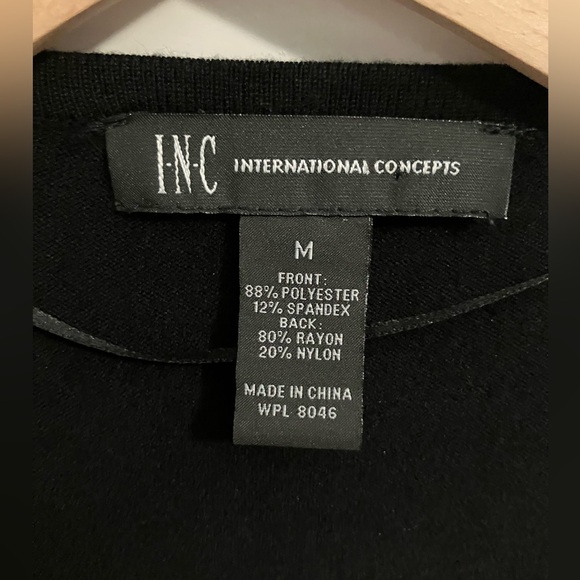 I·N·C INTERNATIONAL CONCEPTS
M
FRONT:
88% POLYESTER
12% SPANDEX
BACK:
80% RAYON
20% NYLON
MADE IN CHINA
WPL 8046